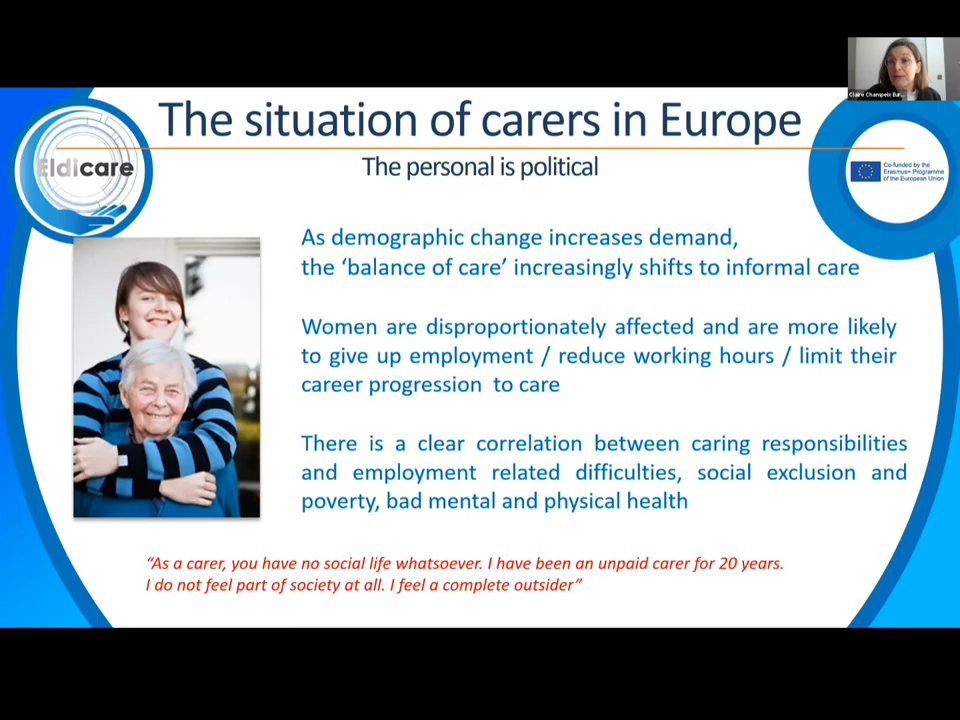 Claire Champeix Eur...
The situation of carers in Europe
Eldicare
The personal is political
Co-funded by the
Erasmus+ Programme
of the European Union
As demographic change increases demand,
the ‘balance of care’ increasingly shifts to informal care
Women are disproportionately affected and are more likely
to give up employment / reduce working hours / limit their
career progression to care
There is a clear correlation between caring responsibilities
and employment related difficulties, social exclusion and
poverty, bad mental and physical health
“As a carer, you have no social life whatsoever. I have been an unpaid carer for 20 years.
I do not feel part of society at all. I feel a complete outsider”